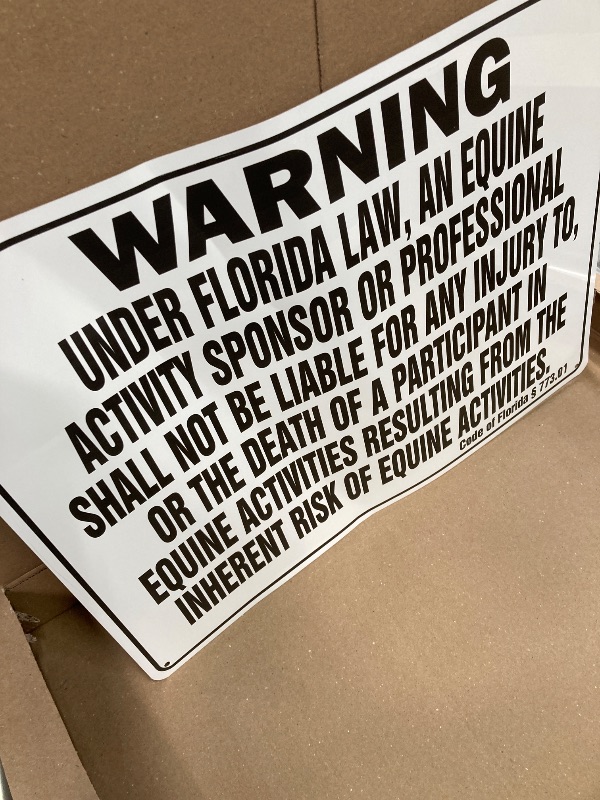 WARNING
UNDER FLORIDA LAW, AN EQUINE
ACTIVITY SPONSOR OR PROFESSIONAL
SHALL NOT BE LIABLE FOR ANY INJURY TO,
OR THE DEATH OF A PARTICIPANT IN
EQUINE ACTIVITIES RESULTING FROM THE
INHERENT RISK OF EQUINE ACTIVITIES.
Code of Florida § 773.01